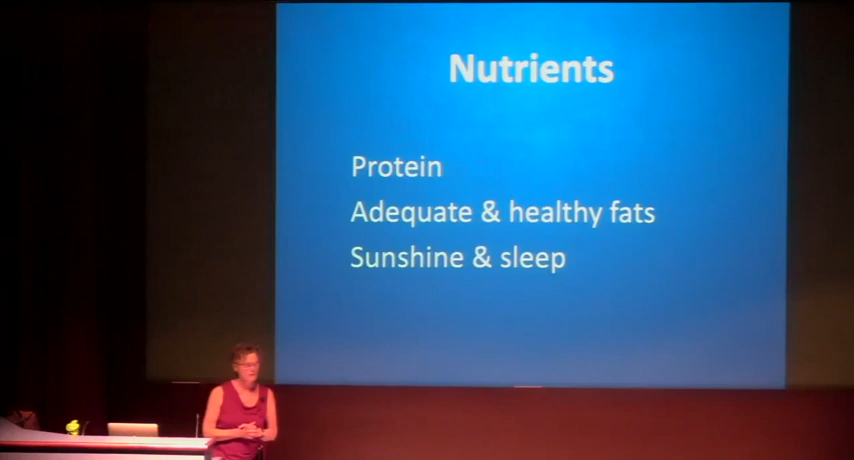 Nutrients
Protein
Adequate & healthy fats
Sunshine & sleep